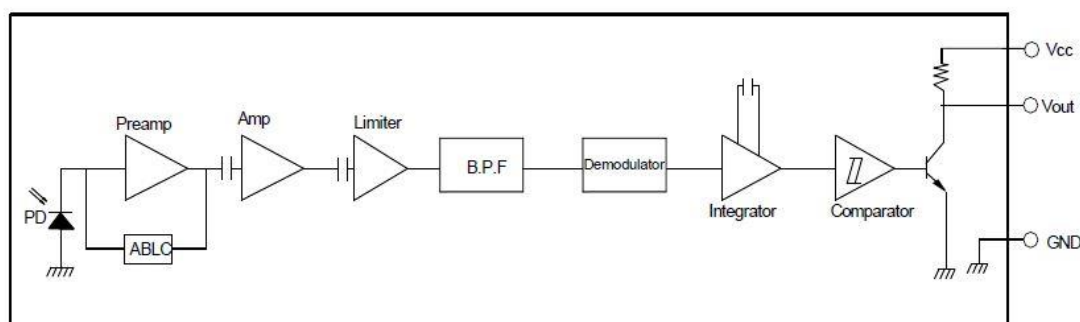 Preamp
Amp
Limiter
B.P.F
Demodulator
Integrator
Comparator
PD
ABLC
Vcc
Vout
GND